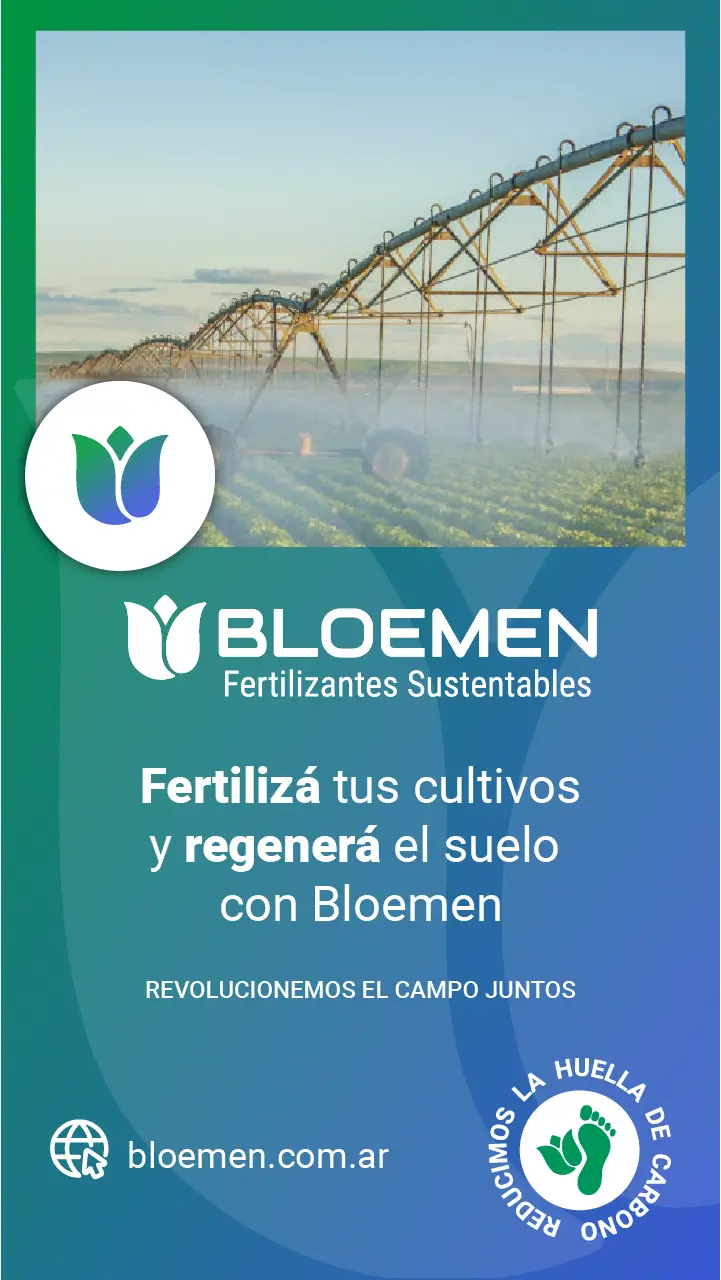 BLOEMEN
Fertilizantes Sustentables
Fertilizá tus cultivos
y regenerá el suelo
con Bloemen
REVOLUCIONEMOS EL CAMPO JUNTOS
bloemen.com.ar
REDUCIMOS LA HUELLA DE CARBONO